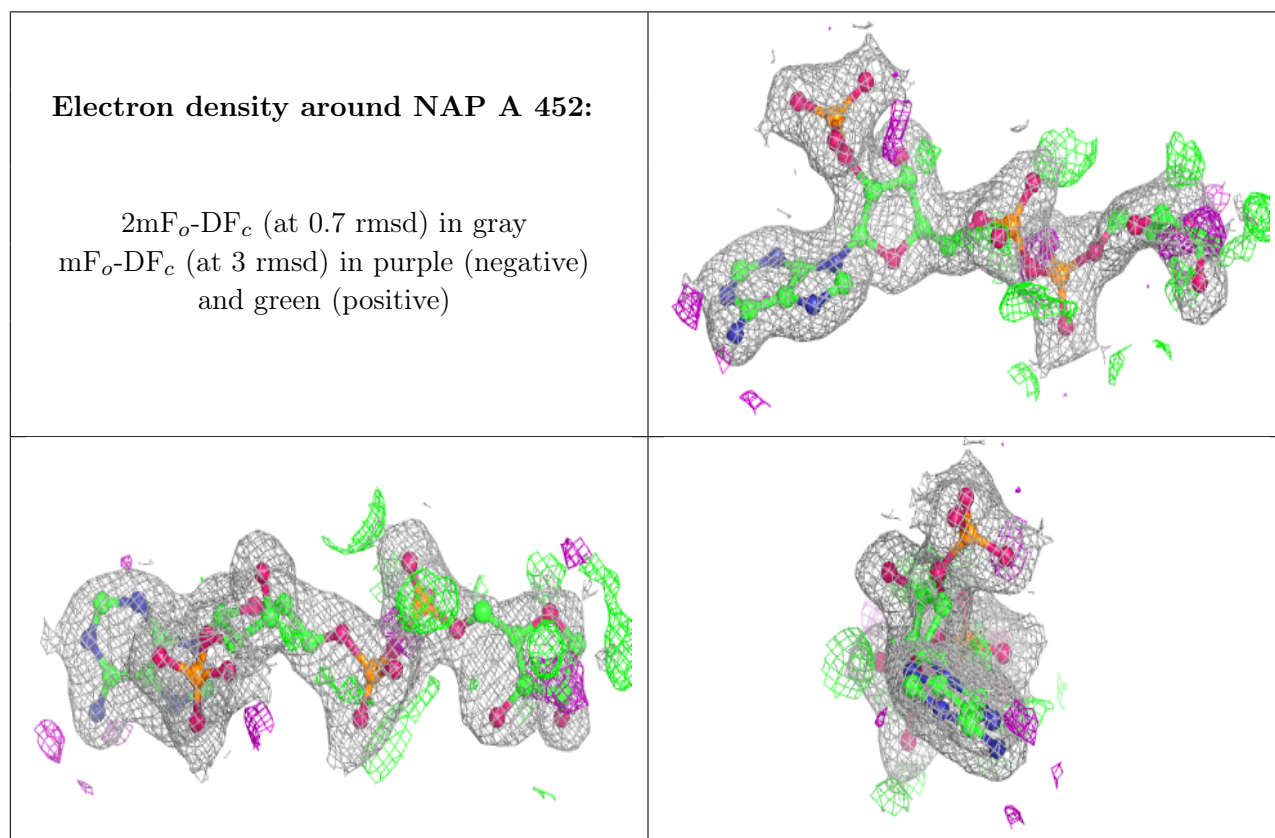 Electron density around NAP A 452:
2mFo-DFc (at 0.7 rmsd) in gray
mFo-DFc (at 3 rmsd) in purple (negative)
and green (positive)